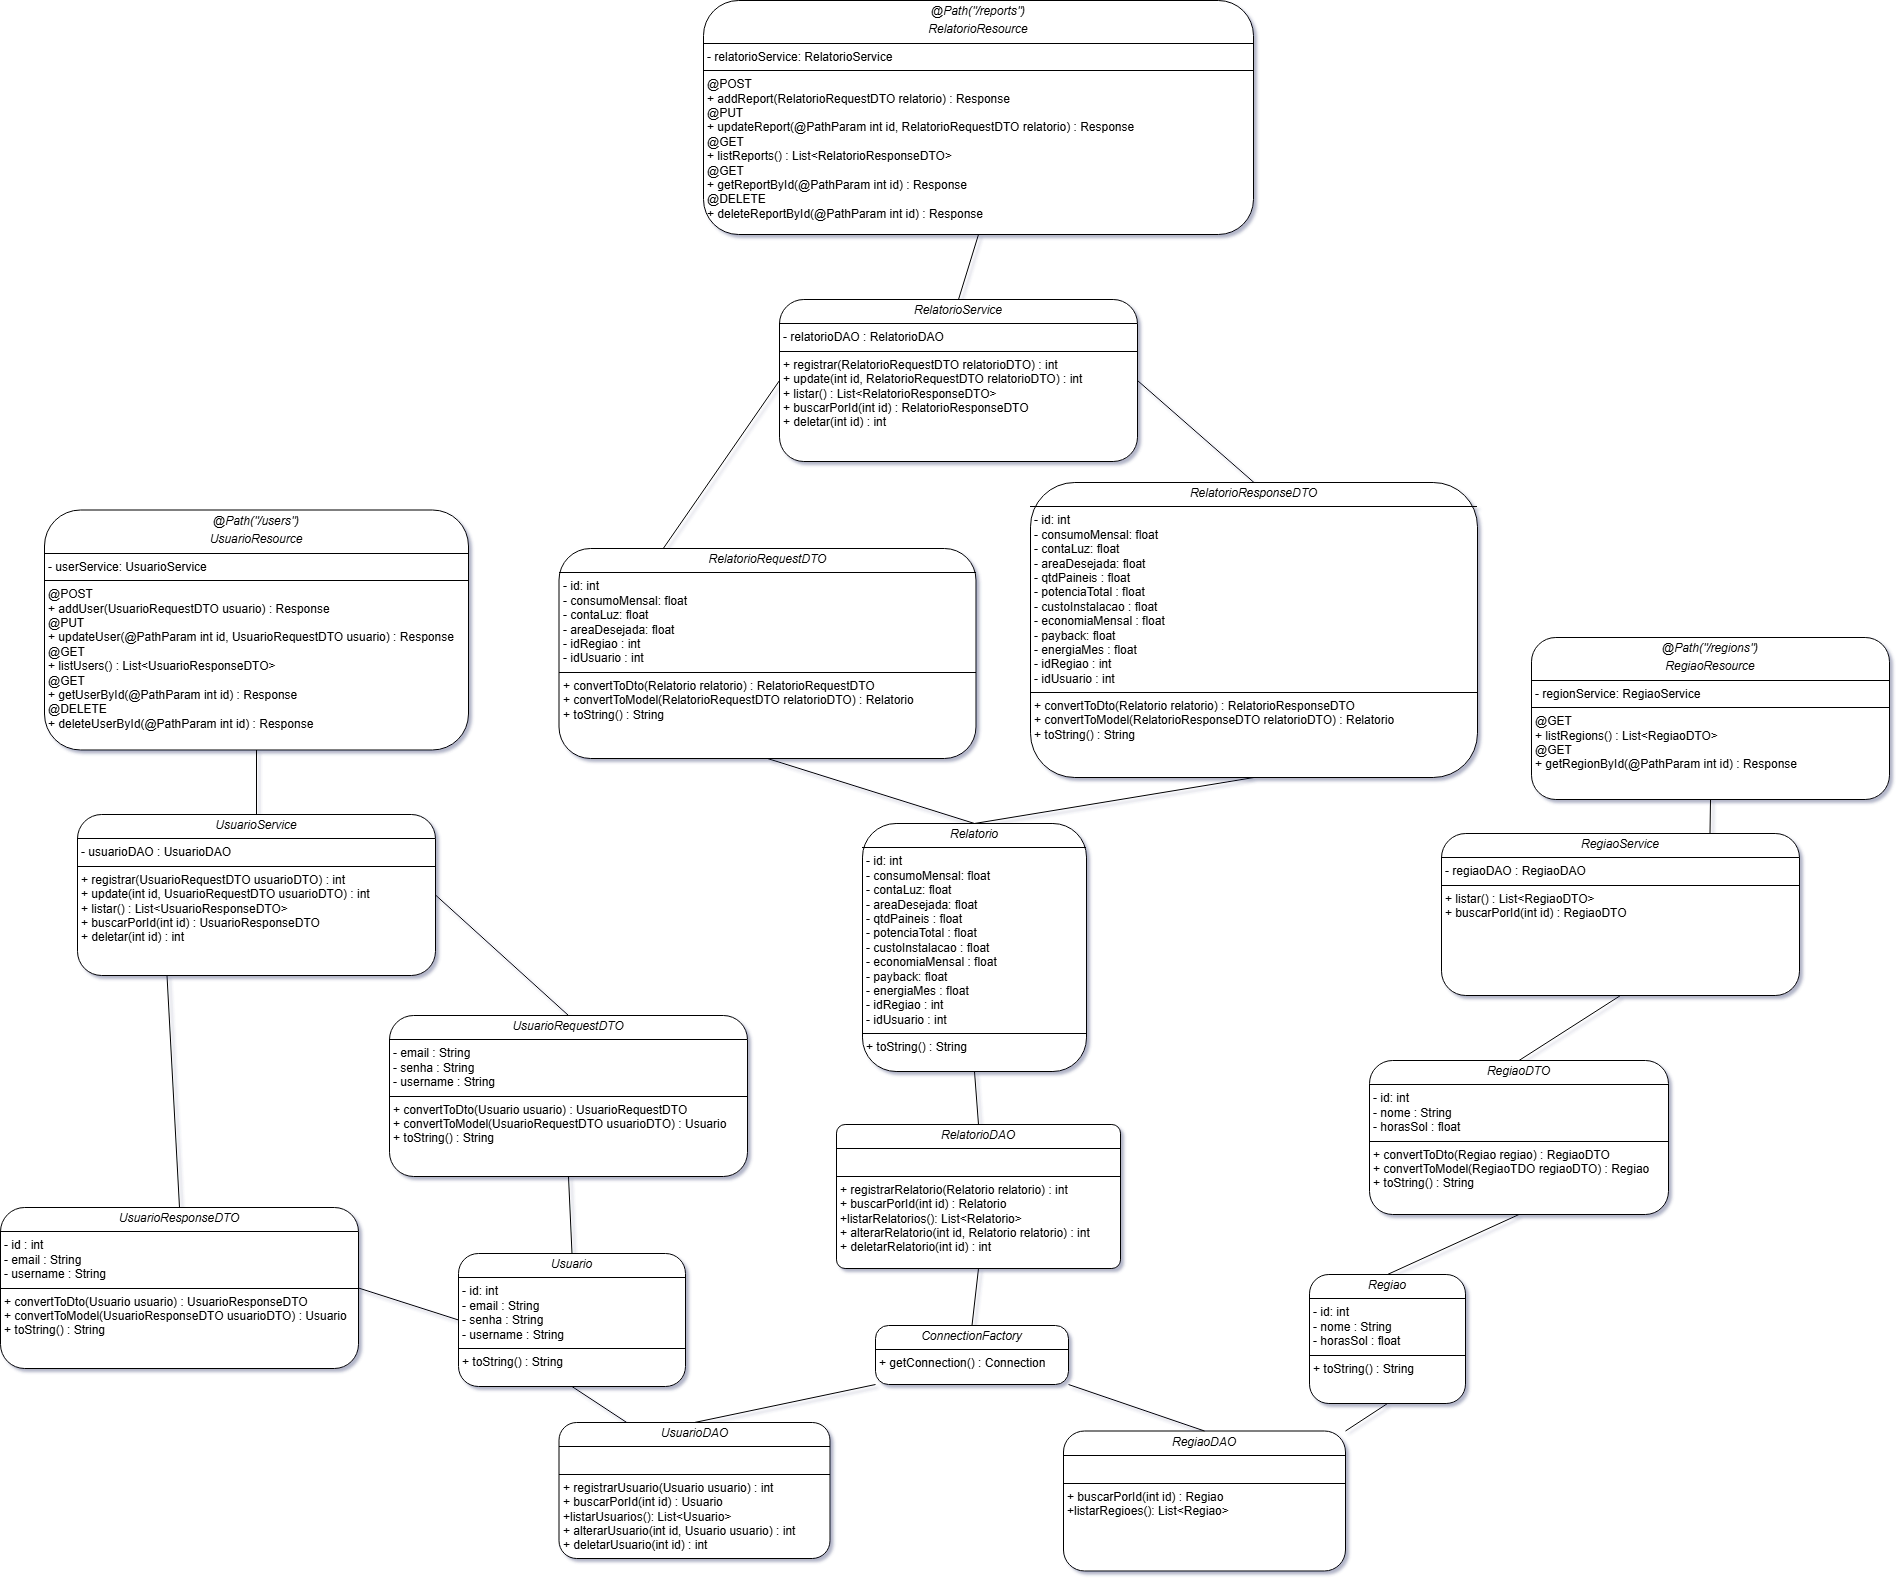 @Path("/reports")
RelatorioResource
- relatorioService: RelatorioService
@POST
+ addReport(RelatorioRequestDTO relatorio) : Response
@PUT
+ updateReport(@PathParam int id, RelatorioRequestDTO relatorio) : Response
@GET
+ listReports() : List<RelatorioResponseDTO>
@GET
+ getReportById(@PathParam int id) : Response
@DELETE
+ deleteReportById(@PathParam int id) : Response
RelatorioService
- relatorioDAO : RelatorioDAO
+ registrar(RelatorioRequestDTO relatorioDTO) : int
+ update(int id, RelatorioRequestDTO relatorioDTO) : int
+ listar() : List<RelatorioResponseDTO>
+ buscarPorId(int id) : RelatorioResponseDTO
+ deletar(int id) : int
RelatorioResponseDTO
- id: int
- consumoMensal: float
- contaLuz: float
- areaDesejada: float
- qtdPaineis : float
- potenciaTotal : float
- custoInstalacao : float
- economiaMensal : float
- payback: float
- energiaMes : float
- idRegiao : int
- idUsuario : int
+ convertToDto(Relatorio relatorio) : RelatorioResponseDTO
+ convertToModel(RelatorioResponseDTO relatorioDTO) : Relatorio
+ toString() : String
@Path("/users")
UsuarioResource
- userService: UsuarioService
@POST
+ addUser(UsuarioRequestDTO usuario) : Response
@PUT
+ updateUser(@PathParam int id, UsuarioRequestDTO usuario) : Response
@GET
+ listUsers() : List<UsuarioResponseDTO>
@GET
+ getUserById(@PathParam int id) : Response
@DELETE
+ deleteUserById(@PathParam int id) : Response
RelatorioRequestDTO
- id: int
- consumoMensal: float
- contaLuz: float
- areaDesejada: float
- idRegiao : int
- idUsuario : int
+ convertToDto(Relatorio relatorio) : RelatorioRequestDTO
+ convertToModel(RelatorioRequestDTO relatorioDTO) : Relatorio
+ toString() : String
@Path("/regions")
RegiaoResource
- regionService: RegiaoService
@GET
+ listRegions() : List<RegiaoDTO>
@GET
+ getRegionById(@PathParam int id) : Response
UsuarioService
- usuarioDAO : UsuarioDAO
+ registrar(UsuarioRequestDTO usuarioDTO) : int
+ update(int id, UsuarioRequestDTO usuarioDTO) : int
+ listar() : List<UsuarioResponseDTO>
+ buscarPorId(int id) : UsuarioResponseDTO
+ deletar(int id) : int
Relatorio
- id: int
- consumoMensal: float
- contaLuz: float
- areaDesejada: float
- qtdPaineis : float
- potenciaTotal : float
- custoInstalacao : float
- economiaMensal : float
- payback: float
- energiaMes : float
- idRegiao : int
- idUsuario : int
+ toString() : String
RegiaoService
- regiaoDAO : RegiaoDAO
+ listar() : List<RegiaoDTO>
+ buscarPorId(int id) : RegiaoDTO
UsuarioRequestDTO
- email : String
- senha : String
- username : String
+ convertToDto(Usuario usuario) : UsuarioRequestDTO
+ convertToModel(UsuarioRequestDTO usuarioDTO) : Usuario
+ toString() : String
RegiaoDTO
- id: int
- nome : String
- horasSol : float
+ convertToDto(Regiao regiao) : RegiaoDTO
+ convertToModel(RegiaoTDO regiaoDTO) : Regiao
+ toString() : String
RelatorioDAO
+ registrarRelatorio(Relatorio relatorio) : int
+ buscarPorId(int id) : Relatorio
+listarRelatorios(): List<Relatorio>
+ alterarRelatorio(int id, Relatorio relatorio) : int
+ deletarRelatorio(int id) : int
UsuarioResponseDTO
- id : int
- email : String
- username : String
+ convertToDto(Usuario usuario) : UsuarioResponseDTO
+ convertToModel(UsuarioResponseDTO usuarioDTO) : Usuario
+ toString() : String
Usuario
- id: int
- email : String
- senha : String
- username : String
+ toString() : String
Regiao
- id: int
- nome : String
- horasSol : float
+ toString() : String
ConnectionFactory
+ getConnection() : Connection
UsuarioDAO
+ registrarUsuario(Usuario usuario) : int
+ buscarPorId(int id) : Usuario
+listarUsuarios(): List<Usuario>
+ alterarUsuario(int id, Usuario usuario) : int
+ deletarUsuario(int id) : int
RegiaoDAO
+ buscarPorId(int id) : Regiao
+listarRegioes(): List<Regiao>